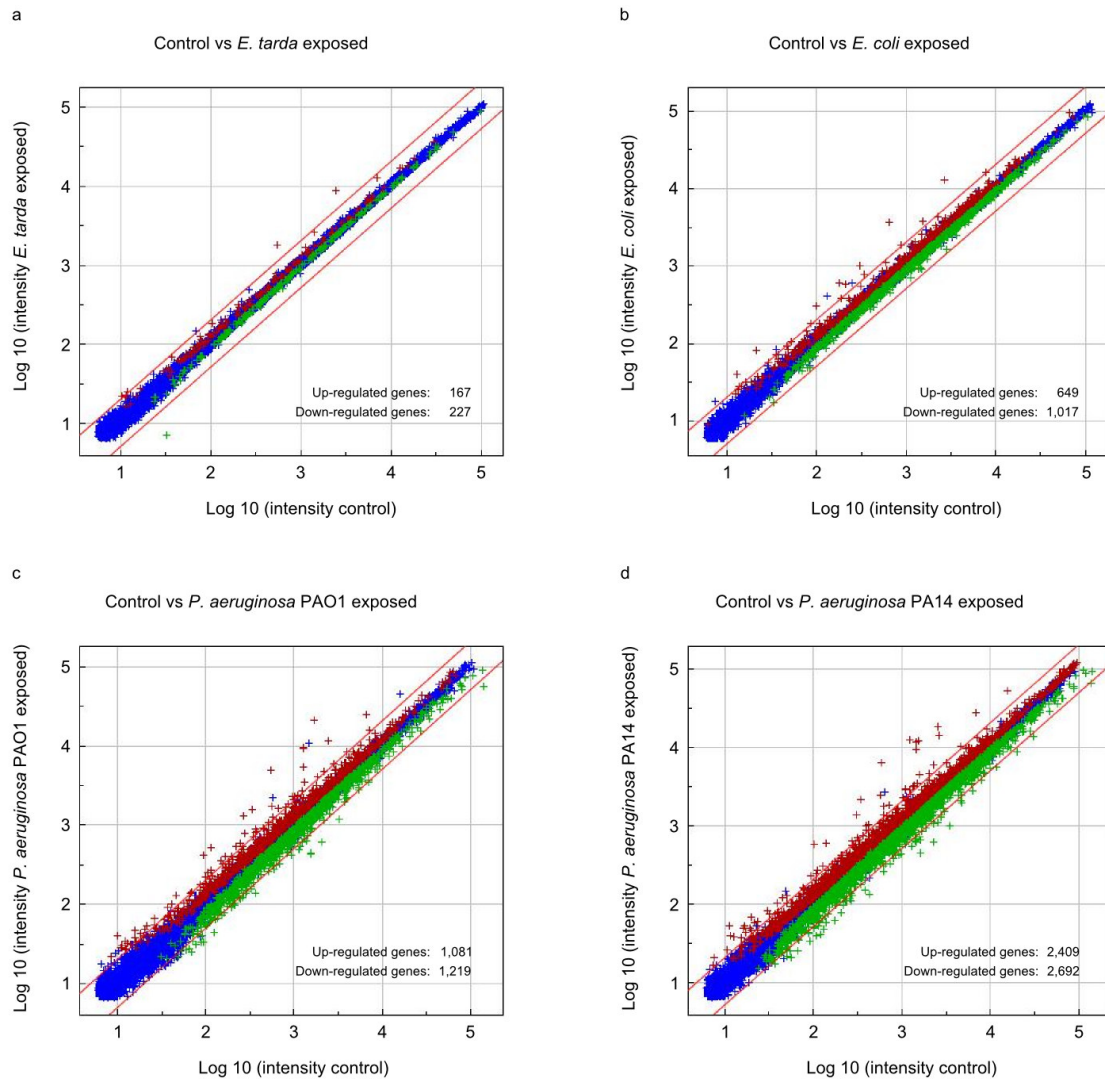 a
Control vs E. tarda exposed
Log 10 (intensity E. tarda exposed)
5
4
3
2
1
Up-regulated genes: 167
Down-regulated genes: 227
1 2 3 4 5
Log 10 (intensity control)
b
Control vs E. coli exposed
Log 10 (intensity E. coli exposed)
5
4
3
2
1
Up-regulated genes: 649
Down-regulated genes: 1,017
1 2 3 4 5
Log 10 (intensity control)
c
Control vs P. aeruginosa PAO1 exposed
Log 10 (intensity P. aeruginosa PAO1 exposed)
5
4
3
2
1
Up-regulated genes: 1,081
Down-regulated genes: 1,219
1 2 3 4 5
Log 10 (intensity control)
d
Control vs P. aeruginosa PA14 exposed
Log 10 (intensity P. aeruginosa PA14 exposed)
5
4
3
2
1
Up-regulated genes: 2,409
Down-regulated genes: 2,692
1 2 3 4 5
Log 10 (intensity control)